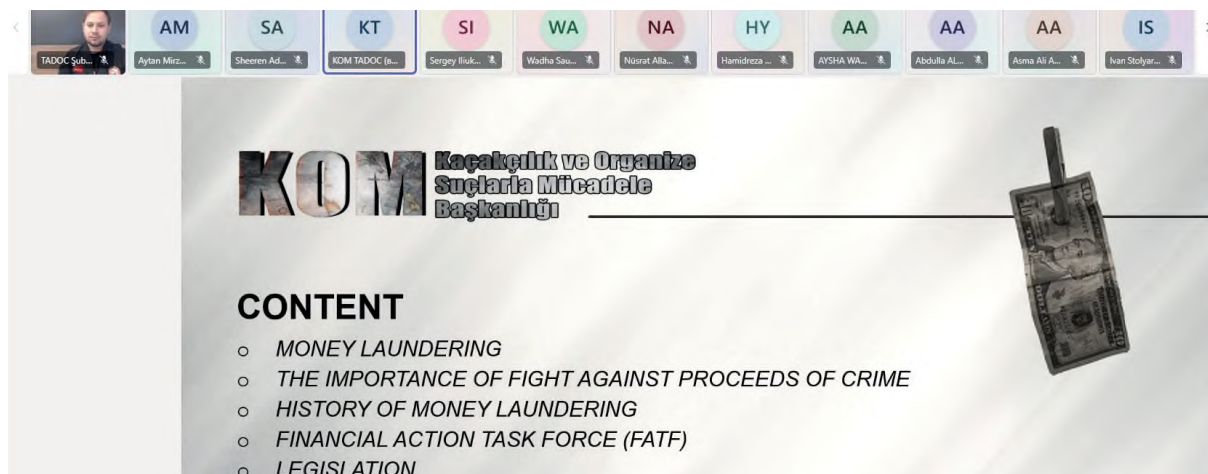 AM
SA
KT
SI
WA
NA
HY
AA
AA
AA
IS
TADOC Şub...
Aytan Mirz...
Sheeren Ad...
KOM TADOC (в...
Sergey Iliuk...
Wadha Sau...
Nüsrat Alla...
Hamidreza ...
AYSHA WA...
Abdulla AL...
Asma Ali A...
Ivan Stolyar...
KOM
Kaçakçılık ve Organize
Suçlarla Mücadele
Başkanlığı
CONTENT
o MONEY LAUNDERING
o THE IMPORTANCE OF FIGHT AGAINST PROCEEDS OF CRIME
o HISTORY OF MONEY LAUNDERING
o FINANCIAL ACTION TASK FORCE (FATF)
o LEGISLATION